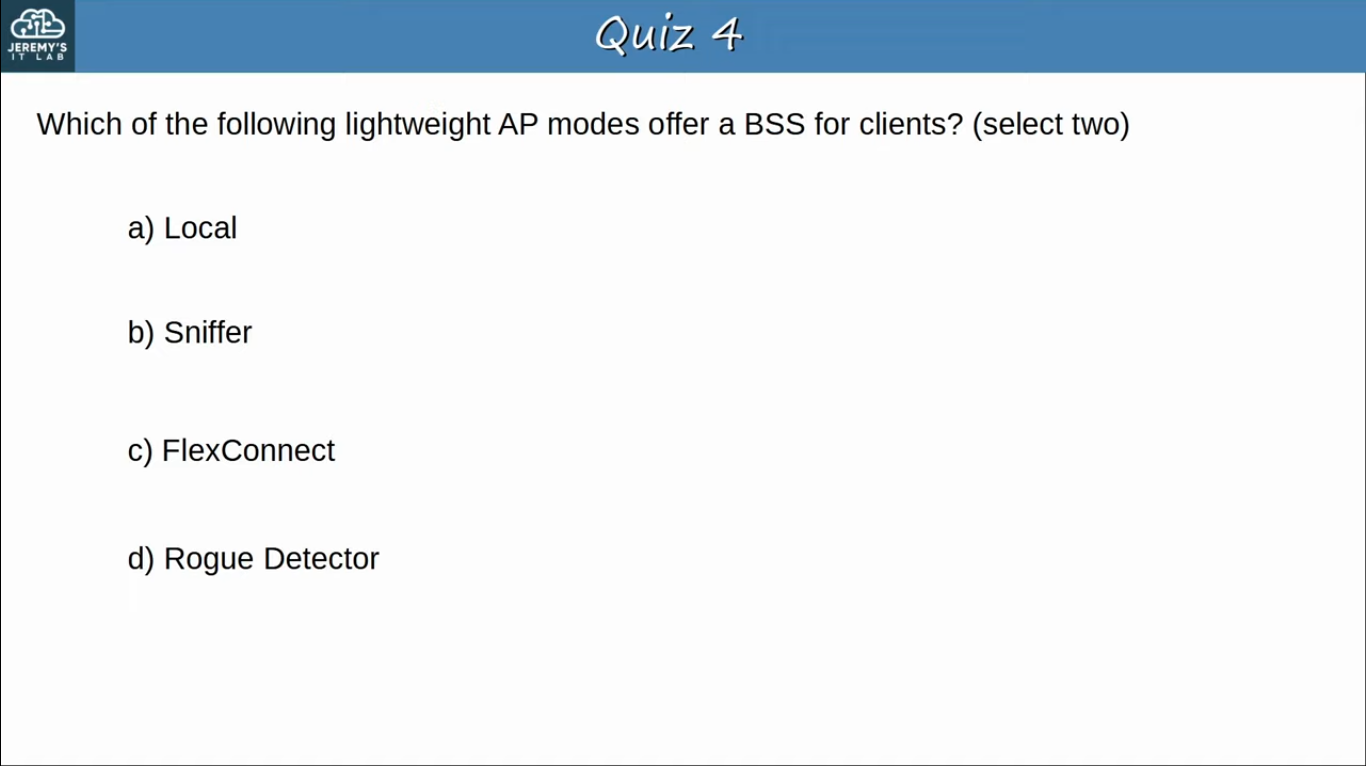 JEREMY'S
IT LAB
Quiz 4
Which of the following lightweight AP modes offer a BSS for clients? (select two)
a) Local
b) Sniffer
c) FlexConnect
d) Rogue Detector